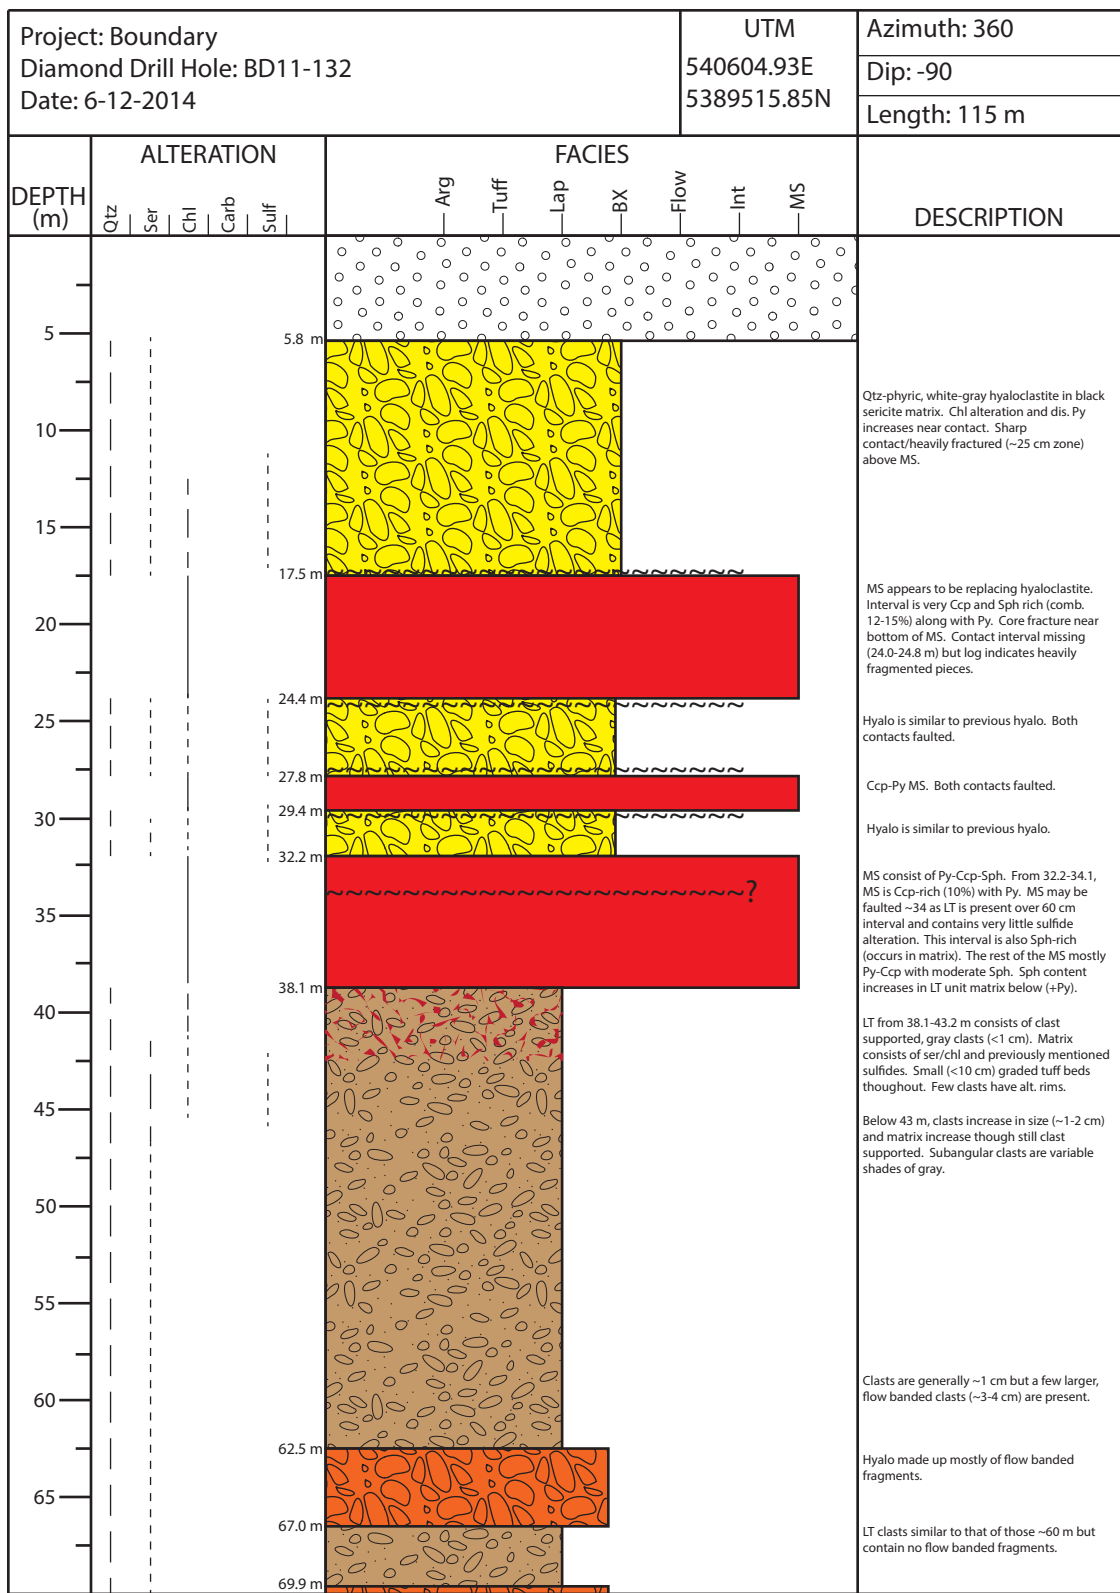 Project: Boundary
Diamond Drill Hole: BD11-132
Date: 6-12-2014
UTM
540604.93E
5389515.85N
Azimuth: 360
Dip: -90
Length: 115 m
DEPTH
(m)
ALTERATION
Qtz
Ser
Chl
Carb
Sulf
FACIES
Arg
Tuff
Lap
BX
Flow
Int
MS
DESCRIPTION
5
10
15
20
25
30
35
40
45
50
55
60
65
5.8 m
17.5 m
24.4 m
27.8 m
29.4 m
32.2 m
38.1 m
62.5 m
67.0 m
69.9 m
?
Qtz-phyric, white-gray hyaloclastite in black
sericite matrix. Chl alteration and dis. Py
increases near contact. Sharp
contact/heavily fractured (~25 cm zone)
above MS.
MS appears to be replacing hyaloclastite.
Interval is very Ccp and Sph rich (comb.
12-15%) along with Py. Core fracture near
bottom of MS. Contact interval missing
(24.0-24.8 m) but log indicates heavily
fragmented pieces.
Hyalo is similar to previous hyalo. Both
contacts faulted.
Ccp-Py MS. Both contacts faulted.
Hyalo is similar to previous hyalo.
MS consist of Py-Ccp-Sph. From 32.2-34.1,
MS is Ccp-rich (10%) with Py. MS may be
faulted ~34 as LT is present over 60 cm
interval and contains very little sulfide
alteration. This interval is also Sph-rich
(occurs in matrix). The rest of the MS mostly
Py-Ccp with moderate Sph. Sph content
increases in LT unit matrix below (+Py).
LT from 38.1-43.2 m consists of clast
supported, gray clasts (<1 cm). Matrix
consists of ser/chl and previously mentioned
sulfides. Small (<10 cm) graded tuff beds
thoughout. Few clasts have alt. rims.
Below 43 m, clasts increase in size (~1-2 cm)
and matrix increase though still clast
supported. Subangular clasts are variable
shades of gray.
Clasts are generally ~1 cm but a few larger,
flow banded clasts (~3-4 cm) are present.
Hyalo made up mostly of flow banded
fragments.
LT clasts similar to that of those ~60 m but
contain no flow banded fragments.